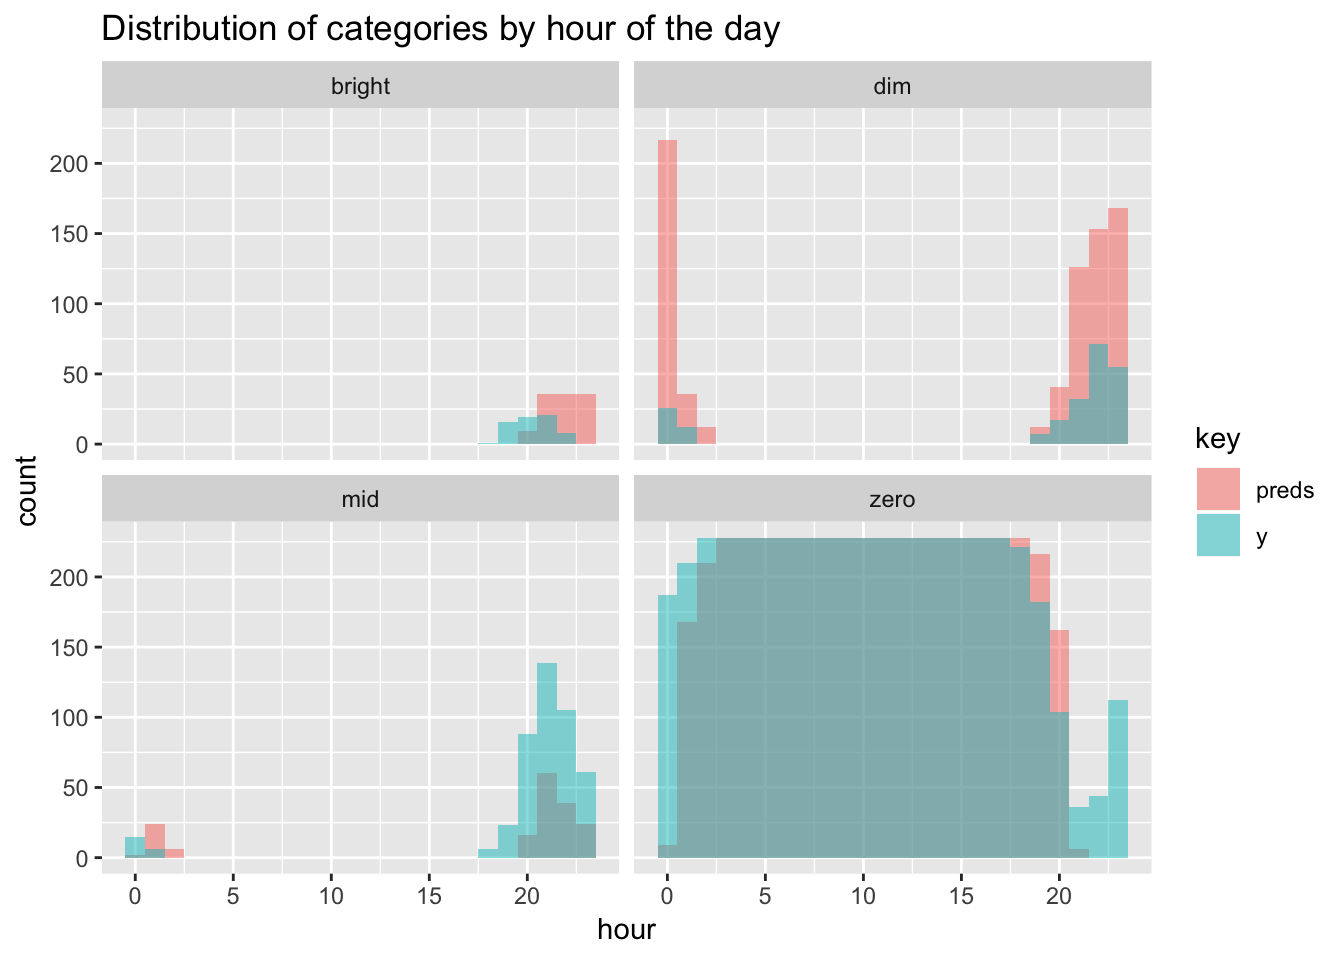 Distribution of categories by hour of the day
bright
dim
200
150
100
50
0
mid
zero
200
150
100
50
0
0 5 10 15 20
0 5 10 15 20
hour
count
key
preds
y